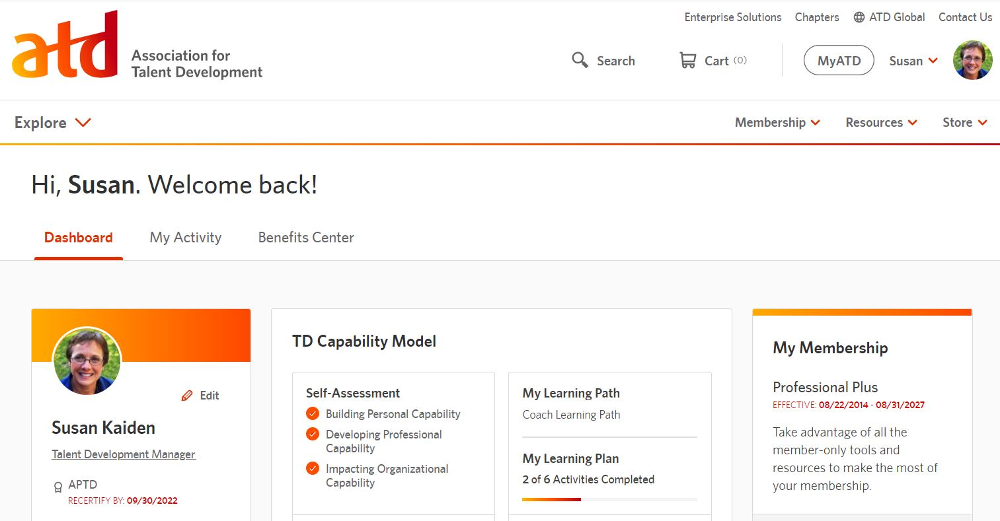 Enterprise Solutions Chapters ATD Global Contact Us
atd
Association for
Talent Development
Search Cart (0) MyATD Susan
Explore Membership Resources Store
Hi, Susan. Welcome back!
Dashboard My Activity Benefits Center
Edit
Susan Kaiden
Talent Development Manager
APTD
RECERTIFY BY: 09/30/2022
TD Capability Model
Self-Assessment
Building Personal Capability
Developing Professional
Capability
Impacting Organizational
Capability
My Learning Path
Coach Learning Path
My Learning Plan
2 of 6 Activities Completed
My Membership
Professional Plus
EFFECTIVE: 08/22/2014 - 08/31/2027
Take advantage of all the
member-only tools and
resources to make the most of
your membership.